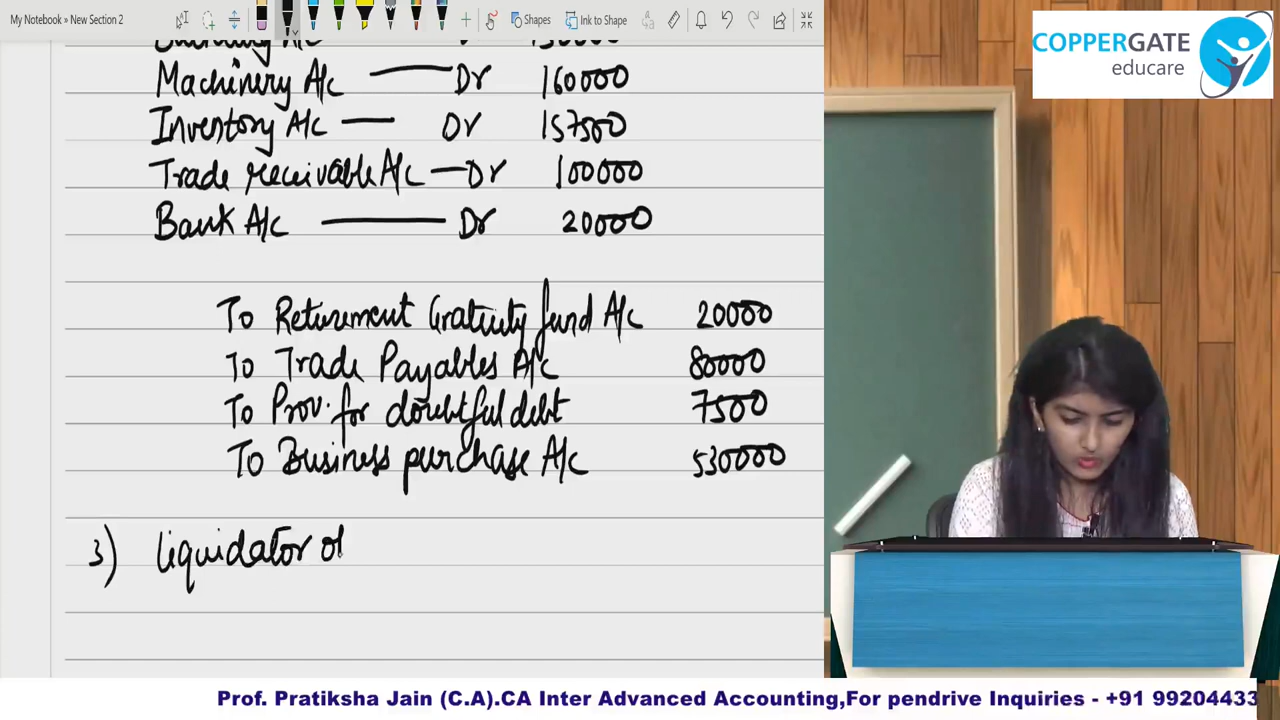 My Notebook » New Section 2
Shapes
Ink to Shape
COPPERGATE
educare
Machinery A/c — Dr 160000
Inventory A/c — Dr 157500
Trade receivable A/c — Dr 100000
Bank A/c — Dr 20000
To Retirement Gratuity fund A/c 20000
To Trade Payables A/c 80000
To Prov. for doubtful debt 7500
To Business purchase A/c 530000
3) Liquidator of
Prof. Pratiksha Jain (C.A).CA Inter Advanced Accounting,For pendrive Inquiries - +91 99204433